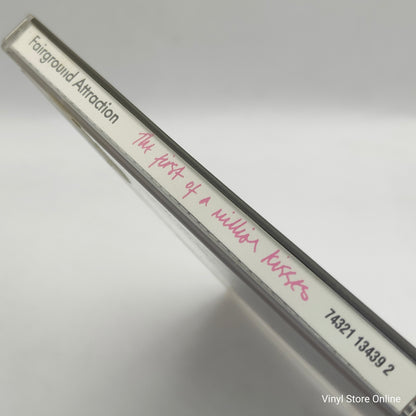 Fairground Attraction
The first of a million kisses
74321 13439 2
Vinyl Store Online